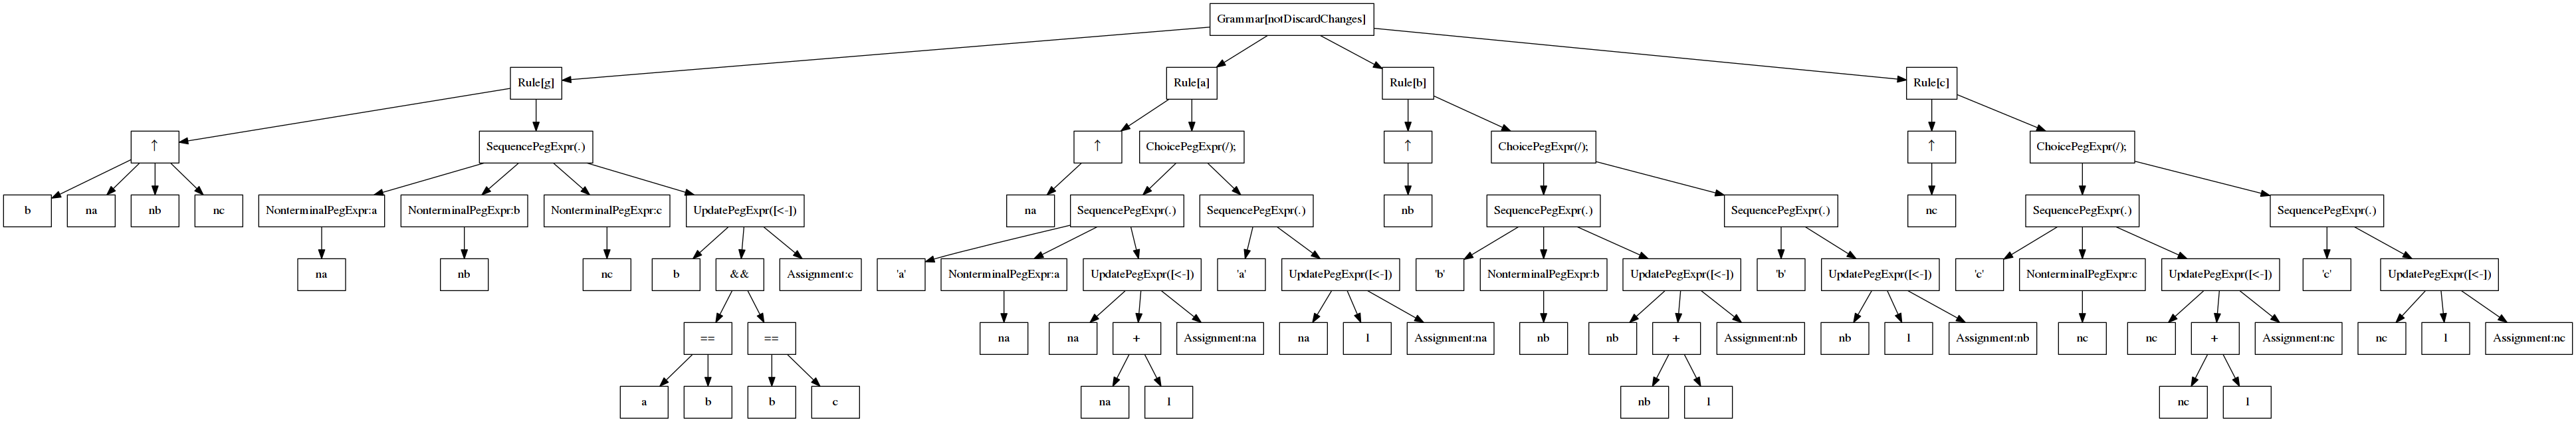 Grammar[notDiscardChanges]
Rule[g] Rule[a] Rule[b] Rule[c]
↑ SequencePegExpr(.) ↑ ChoicePegExpr(/); ↑ ChoicePegExpr(/); ↑ ChoicePegExpr(/);
b na nb nc NonterminalPegExpr:a NonterminalPegExpr:b NonterminalPegExpr:c UpdatePegExpr([<-]) na SequencePegExpr(.) SequencePegExpr(.) nb SequencePegExpr(.) SequencePegExpr(.) nc SequencePegExpr(.) SequencePegExpr(.)
na nb nc b && Assignment:c 'a' NonterminalPegExpr:a UpdatePegExpr([<-]) 'a' UpdatePegExpr([<-]) 'b' NonterminalPegExpr:b UpdatePegExpr([<-]) 'b' UpdatePegExpr([<-]) 'c' NonterminalPegExpr:c UpdatePegExpr([<-]) 'c' UpdatePegExpr([<-])
== == na na + Assignment:na na 1 Assignment:na nb nb + Assignment:nb nb 1 Assignment:nb nc nc + Assignment:nc nc 1 Assignment:nc
a b b c na 1 nb 1 nc 1